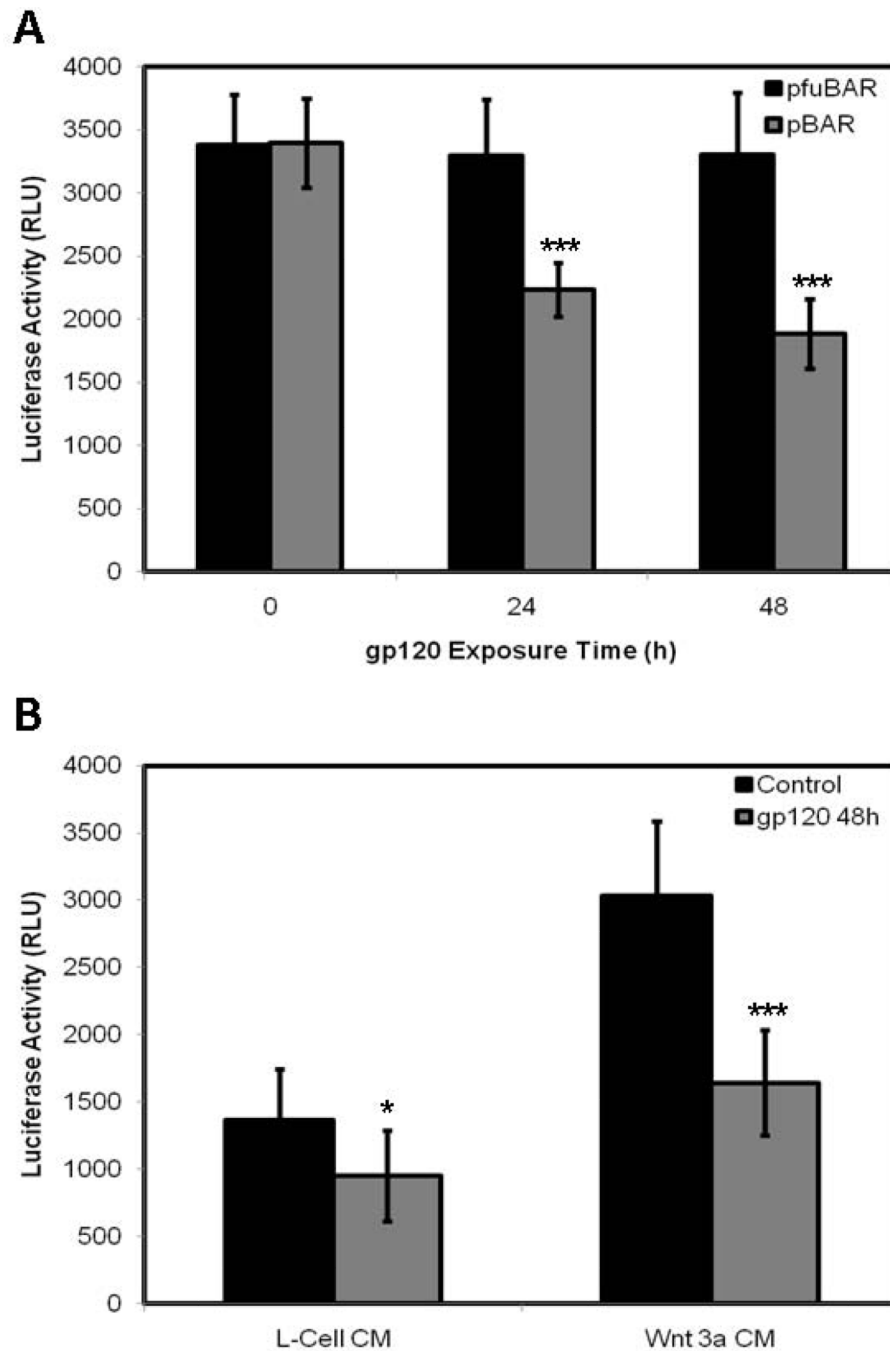 A
4000
3500
3000
2500
2000
1500
1000
500
0
Luciferase Activity (RLU)
pfuBAR
pBAR
***
***
0
24
48
gp120 Exposure Time (h)
B
4000
3500
3000
2500
2000
1500
1000
500
0
Luciferase Activity (RLU)
Control
gp120 48h
*
***
L-Cell CM
Wnt 3a CM